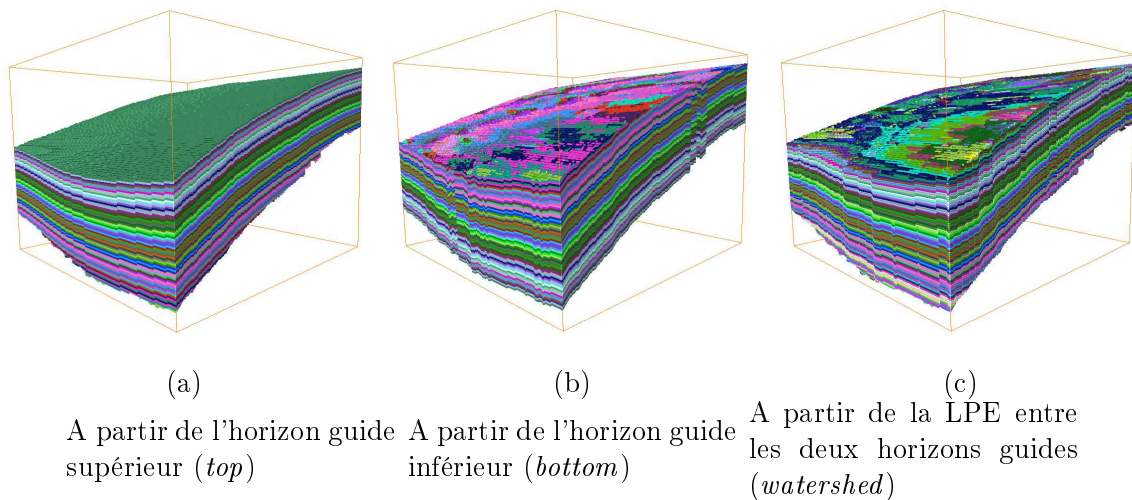 (a)
A partir de l'horizon guide
supérieur (top)
(b)
A partir de l'horizon guide
inférieur (bottom)
(c)
A partir de la LPE entre
les deux horizons guides
(watershed)